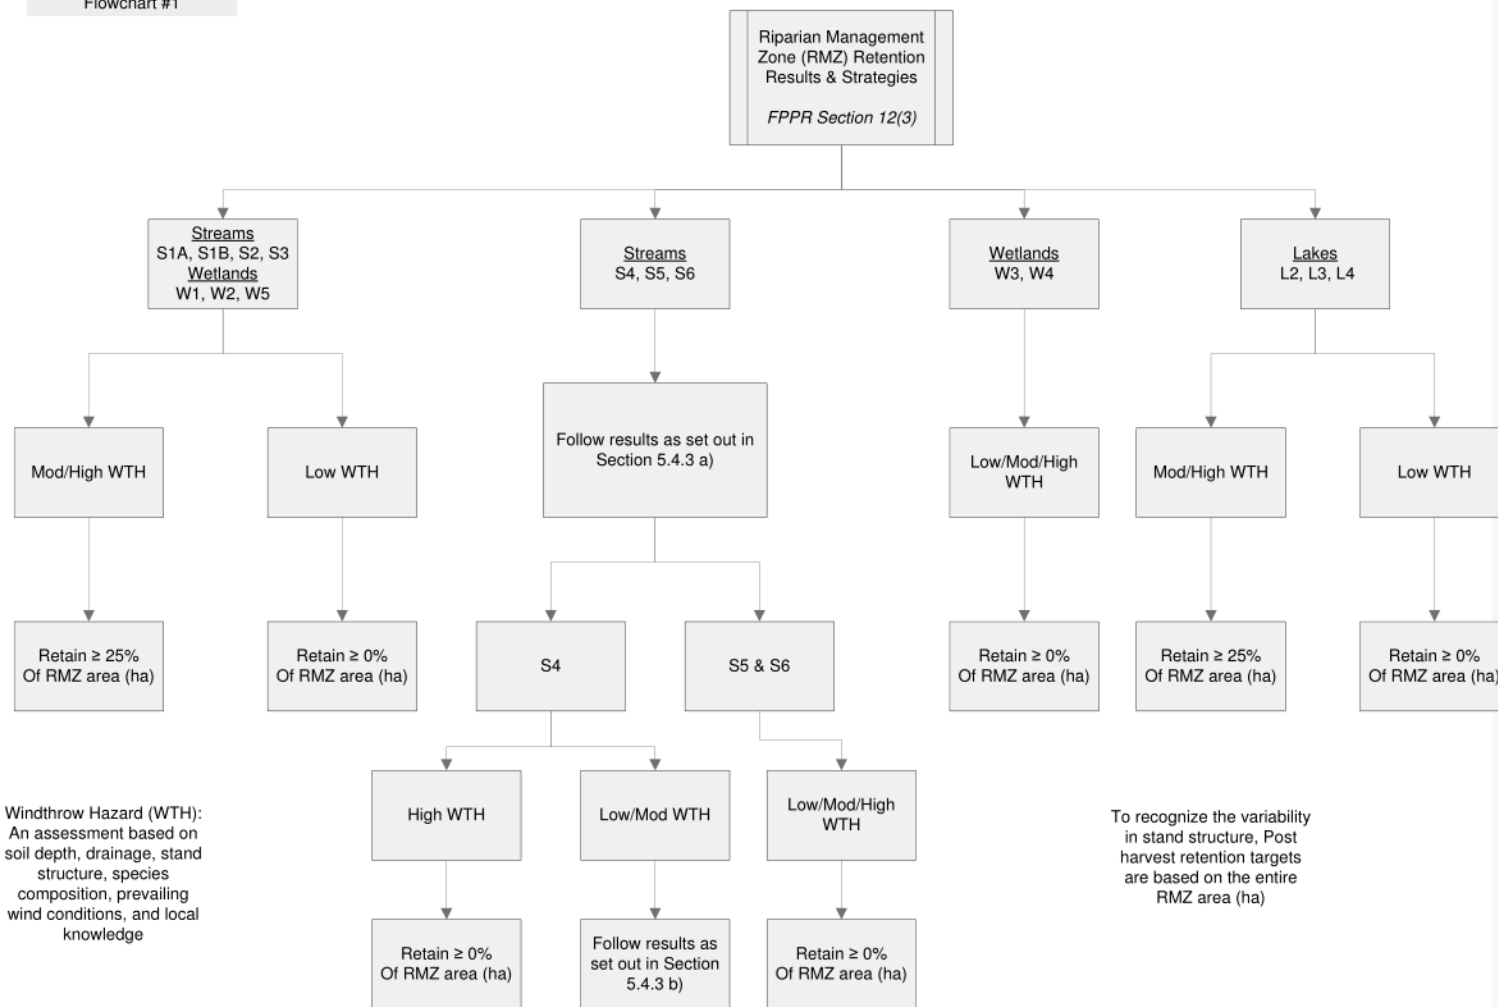 Flowchart #1
Riparian Management
Zone (RMZ) Retention
Results & Strategies
FPPR Section 12(3)
Streams
S1A, S1B, S2, S3
Wetlands
W1, W2, W5
Streams
S4, S5, S6
Wetlands
W3, W4
Lakes
L2, L3, L4
Mod/High WTH
Low WTH
Follow results as set out in
Section 5.4.3 a)
Low/Mod/High
WTH
Mod/High WTH
Low WTH
Retain ≥ 25%
Of RMZ area (ha)
Retain ≥ 0%
Of RMZ area (ha)
S4
S5 & S6
Retain ≥ 0%
Of RMZ area (ha)
Retain ≥ 25%
Of RMZ area (ha)
Retain ≥ 0%
Of RMZ area (ha)
High WTH
Low/Mod WTH
Low/Mod/High
WTH
Windthrow Hazard (WTH):
An assessment based on
soil depth, drainage, stand
structure, species
composition, prevailing
wind conditions, and local
knowledge
To recognize the variability
in stand structure, Post
harvest retention targets
are based on the entire
RMZ area (ha)
Retain ≥ 0%
Of RMZ area (ha)
Follow results as
set out in Section
5.4.3 b)
Retain ≥ 0%
Of RMZ area (ha)